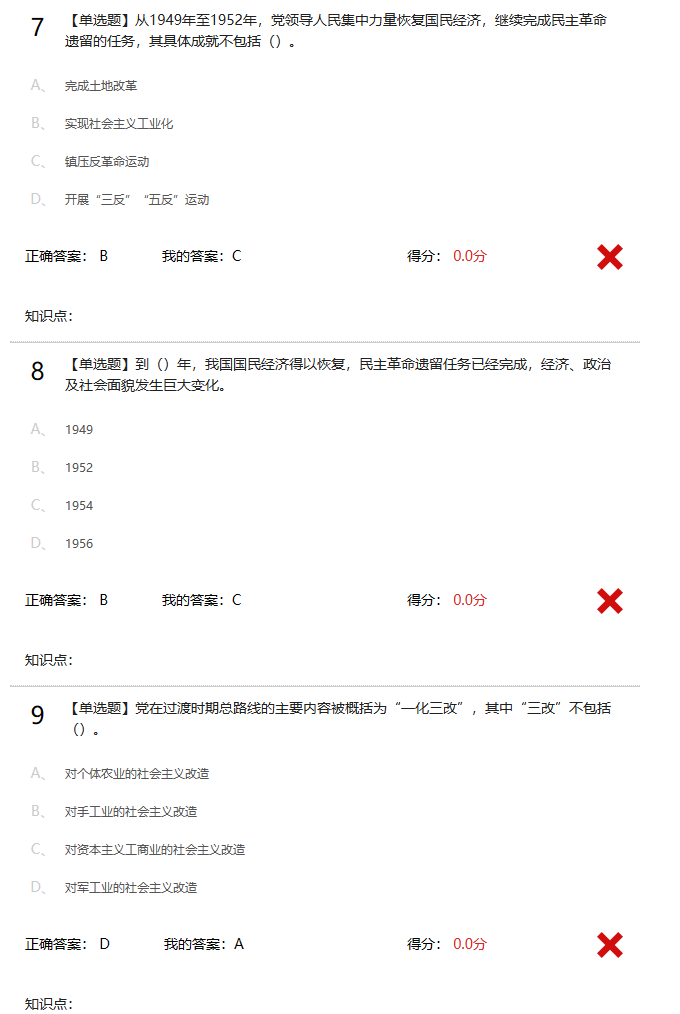 7
【单选题】从1949年至1952年，党领导人民集中力量恢复国民经济，继续完成民主革命
遗留的任务，其具体成就不包括（）。
A、 完成土地改革
B、 实现社会主义工业化
C、 镇压反革命运动
D、 开展“三反”“五反”运动
正确答案： B 我的答案：C 得分： 0.0分
知识点：
8
【单选题】到（）年，我国国民经济得以恢复，民主革命遗留任务已经完成，经济、政治
及社会面貌发生巨大变化。
A、 1949
B、 1952
C、 1954
D、 1956
正确答案： B 我的答案：C 得分： 0.0分
知识点：
9
【单选题】党在过渡时期总路线的主要内容被概括为“一化三改”，其中“三改”不包括
（）。
A、 对个体农业的社会主义改造
B、 对手工业的社会主义改造
C、 对资本主义工商业的社会主义改造
D、 对军工业的社会主义改造
正确答案： D 我的答案：A 得分： 0.0分
知识点：